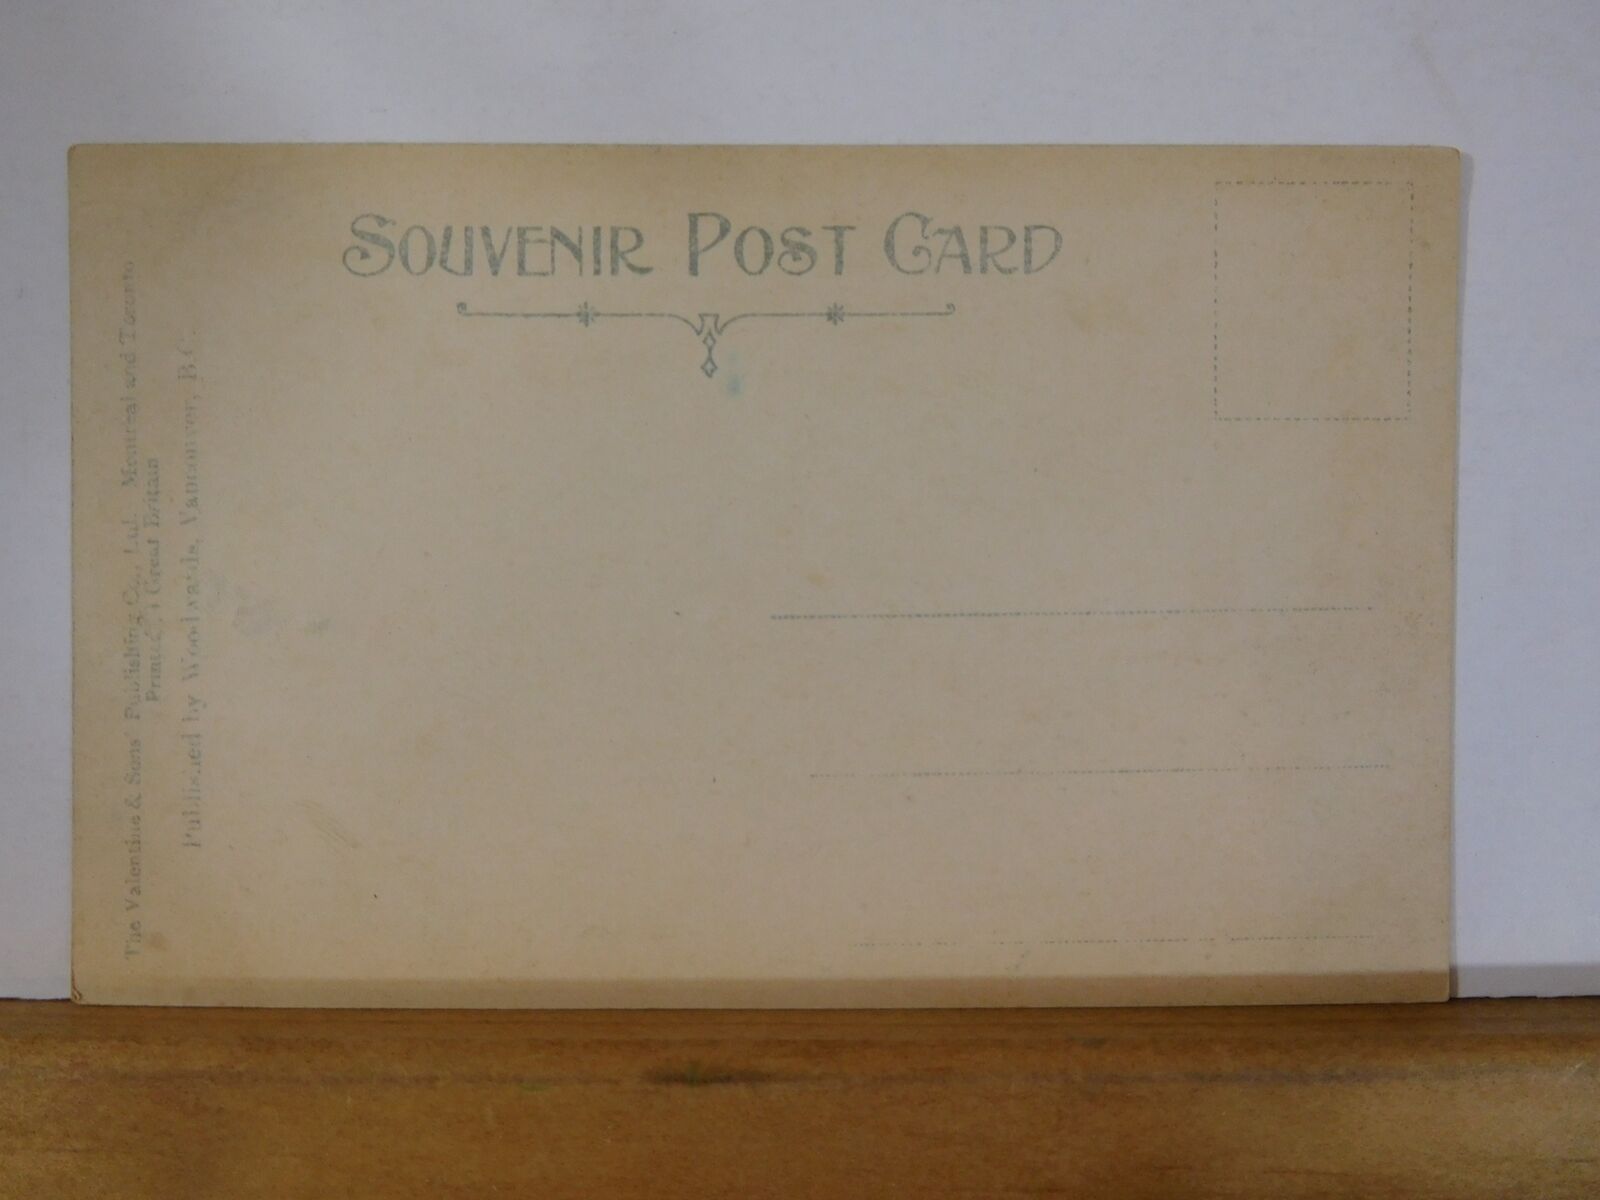 SOUVENIR POST CARD
The Valentine & Sons' Publishing Co., Ltd. Montreal and Toronto
Printed in Great Britain
Published by Woodwards, Vancouver, B.C.